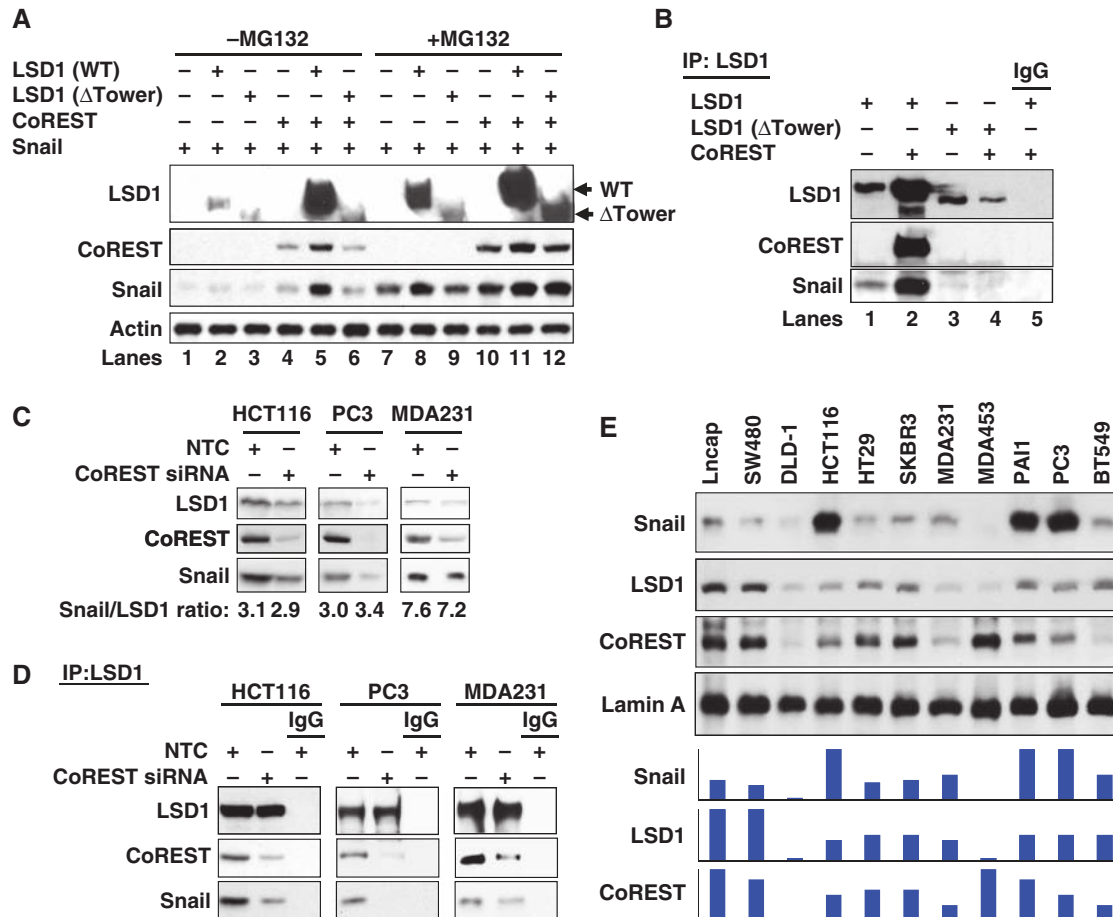 A
–MG132 +MG132
LSD1 (WT) – + – – + – – + – – + –
LSD1 (ΔTower) – – + – – + – – + – – +
CoREST – – – + + + – – – + + +
Snail + + + + + + + + + + + +
LSD1
WT
ΔTower
CoREST
Snail
Actin
Lanes 1 2 3 4 5 6 7 8 9 10 11 12
B
IP: LSD1
IgG
LSD1 + + – – +
LSD1 (ΔTower) – – + + –
CoREST – + – + +
LSD1
CoREST
Snail
Lanes 1 2 3 4 5
C
HCT116 PC3 MDA231
NTC + – + – + –
CoREST siRNA – + – + – +
LSD1
CoREST
Snail
Snail/LSD1 ratio: 3.1 2.9 3.0 3.4 7.6 7.2
D
IP:LSD1
HCT116 PC3 MDA231
IgG IgG IgG
NTC + – + + – + + – +
CoREST siRNA – + – – + – – + –
LSD1
CoREST
Snail
E
Lncap SW480 DLD-1 HCT116 HT29 SKBR3 MDA231 MDA453 PAI1 PC3 BT549
Snail
LSD1
CoREST
Lamin A
Snail
LSD1
CoREST